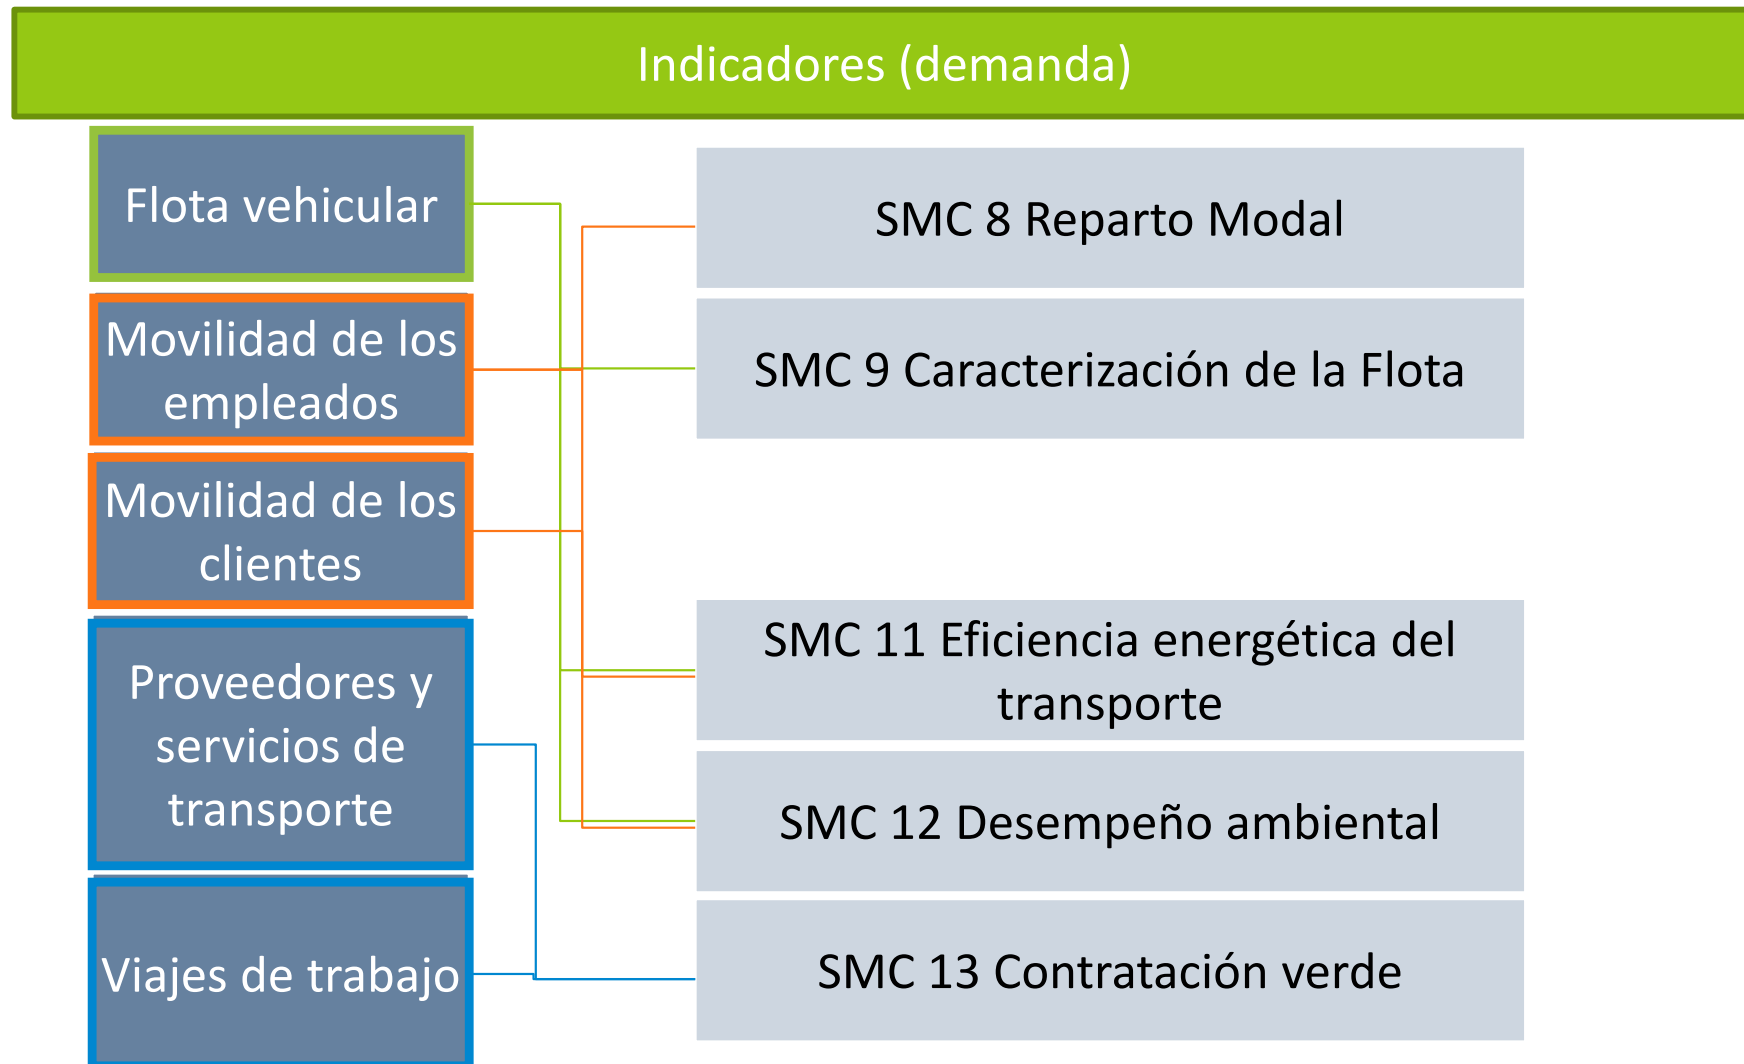 Indicadores (demanda)
Flota vehicular
Movilidad de los
empleados
Movilidad de los
clientes
Proveedores y
servicios de
transporte
Viajes de trabajo
SMC 8 Reparto Modal
SMC 9 Caracterización de la Flota
SMC 11 Eficiencia energética del
transporte
SMC 12 Desempeño ambiental
SMC 13 Contratación verde